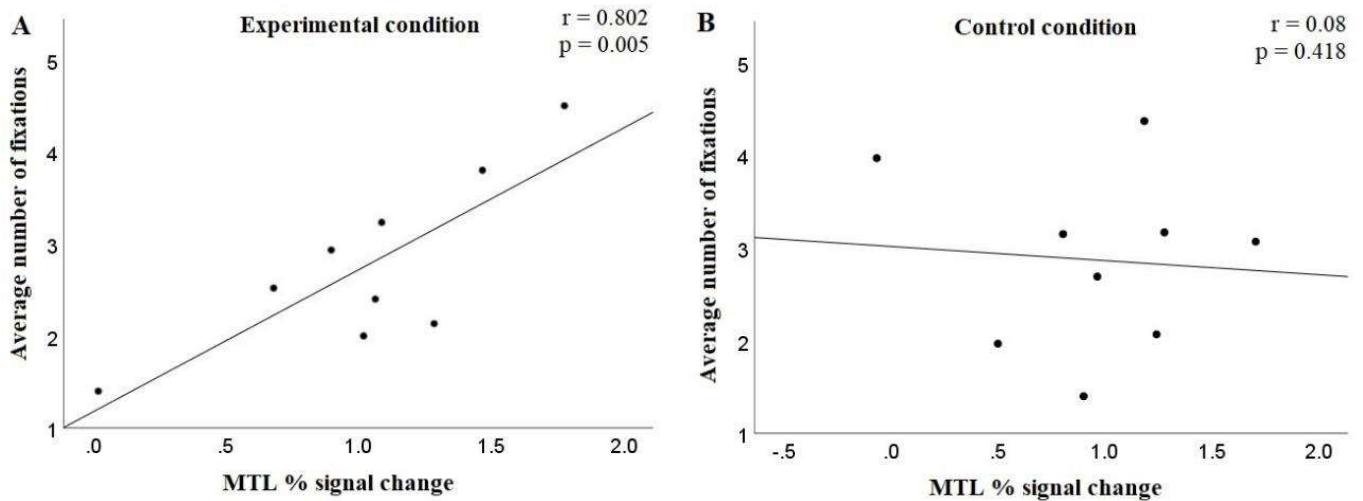 A
Experimental condition
r = 0.802
p = 0.005
Average number of fixations
5
4
3
2
1
.0 .5 1.0 1.5 2.0
MTL % signal change
B
Control condition
r = 0.08
p = 0.418
Average number of fixations
5
4
3
2
1
-.5 .0 .5 1.0 1.5 2.0
MTL % signal change